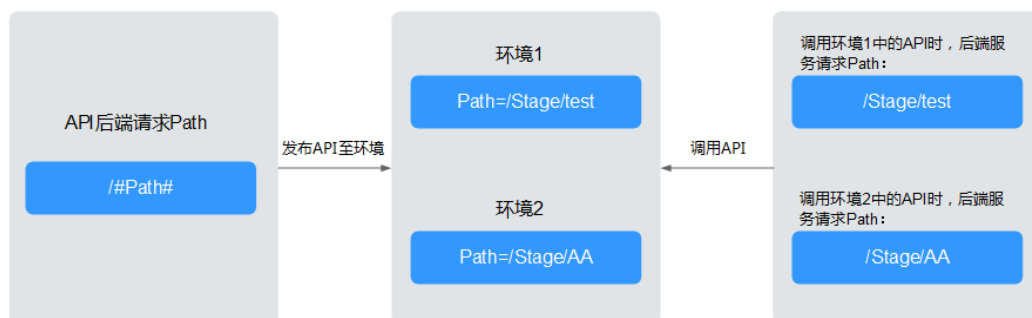 API后端请求Path
/#Path#
发布API至环境
环境1
Path=/Stage/test
环境2
Path=/Stage/AA
调用API
调用环境1中的API时，后端服
务请求Path：
/Stage/test
调用环境2中的API时，后端服
务请求Path：
/Stage/AA